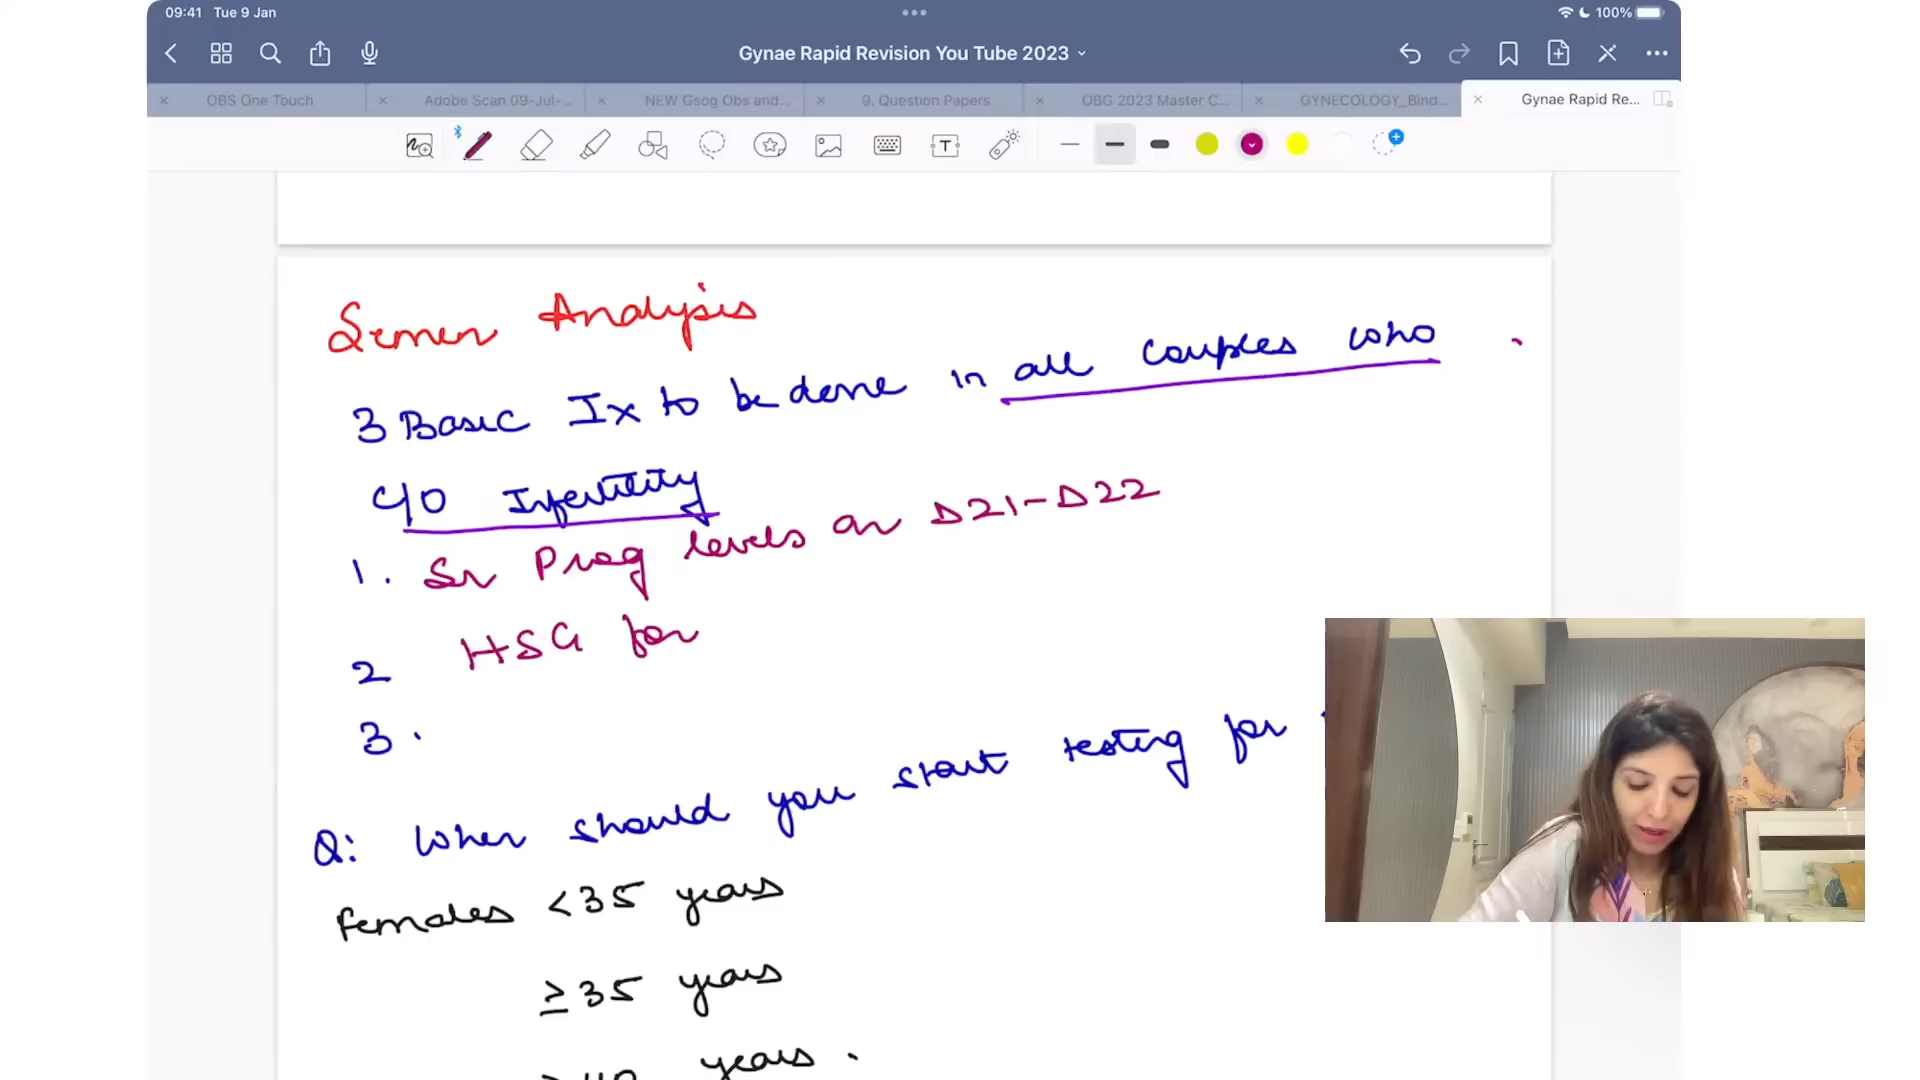 09:41 Tue 9 Jan
100%
Gynae Rapid Revision You Tube 2023
OBS One Touch
Adobe Scan 09-Jul-...
NEW Gsog Obs and...
9. Question Papers
OBG 2023 Master C...
GYNECOLOGY_Bind...
Gynae Rapid Re...
Semen Analysis
3 Basic Ix to be done in all couples who
C/O Infertility
1. Sr Prog levels on D21-D22
2 HSG for
3.
Q: When should you start testing for
females <35 years
≥35 years
years.